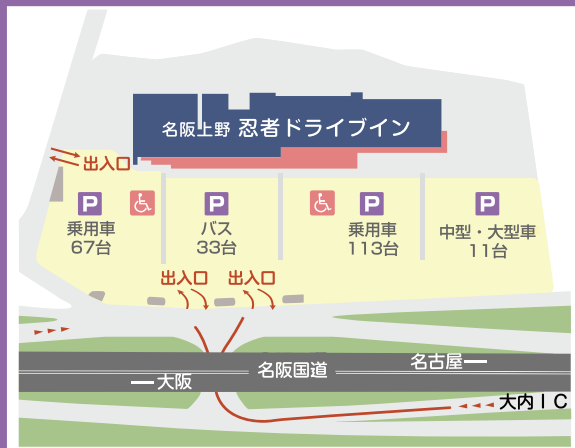 名阪上野 忍者ドライブイン
出入口
P
乗用車
67台
P
バス
33台
P
乗用車
113台
P
中型・大型車
11台
出入口
出入口
名古屋
名阪国道
大阪
大内IC